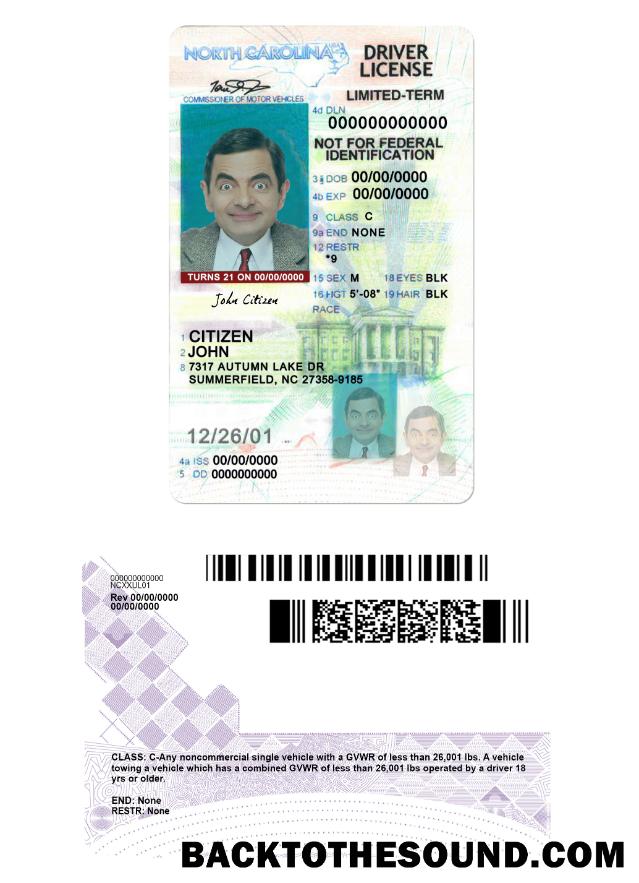 NORTH CAROLINA USA
DRIVER
LICENSE
COMMISSIONER OF MOTOR VEHICLES
LIMITED-TERM
4d DLN
000000000000
NOT FOR FEDERAL
IDENTIFICATION
3 DOB 00/00/0000
4b EXP 00/00/0000
9 CLASS C
9a END NONE
12 RESTR
*9
TURNS 21 ON 00/00/0000
15 SEX M 18 EYES BLK
16 HGT 5'-08" 19 HAIR BLK
RACE
John Citizen
1 CITIZEN
2 JOHN
8 7317 AUTUMN LAKE DR
SUMMERFIELD, NC 27358-9185
12/26/01
4a ISS 00/00/0000
5 DD 0000000000
000000000000
NCXXUL01
Rev 00/00/0000
00/00/0000
CLASS: C-Any noncommercial single vehicle with a GVWR of less than 26,001 lbs. A vehicle
towing a vehicle which has a combined GVWR of less than 26,001 lbs operated by a driver 18
yrs or older.
END: None
RESTR: None
BACKTOTHESOUND.COM